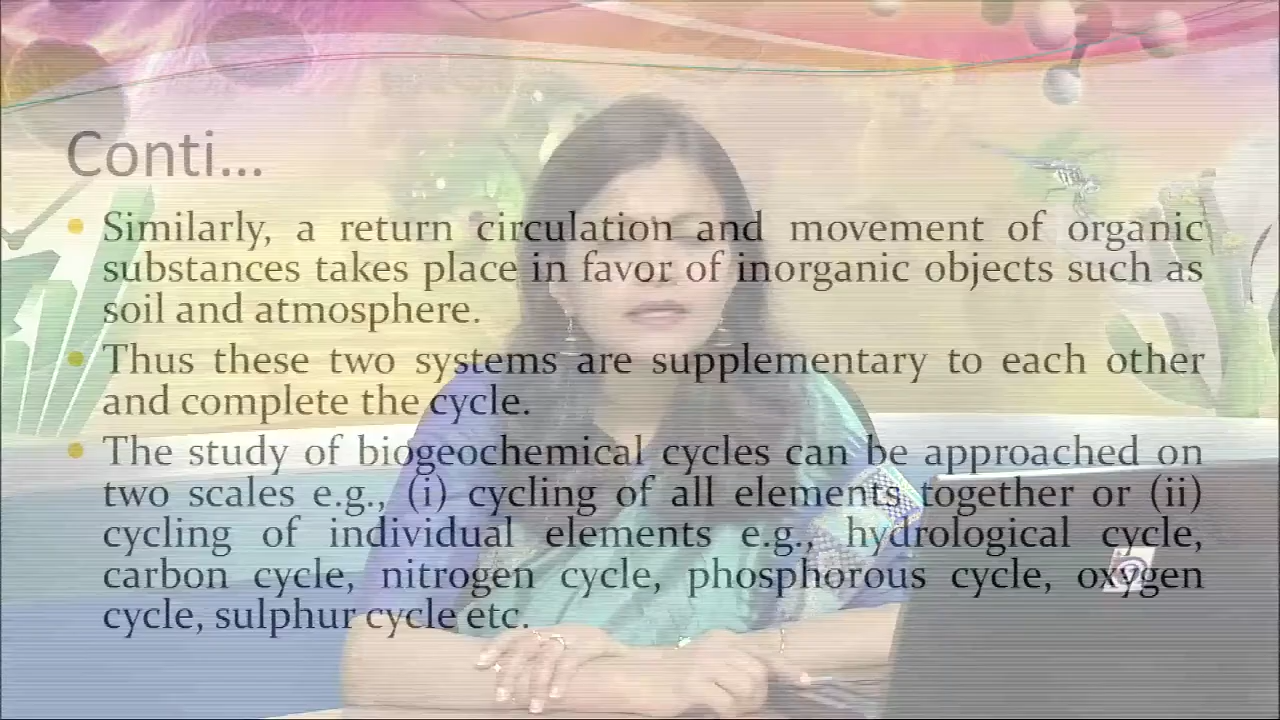 Conti...
Similarly, a return circulation and movement of organic
substances takes place in favor of inorganic objects such as
soil and atmosphere.
Thus these two systems are supplementary to each other
and complete the cycle.
The study of biogeochemical cycles can be approached on
two scales e.g., (i) cycling of all elements together or (ii)
cycling of individual elements e.g., hydrological cycle,
carbon cycle, nitrogen cycle, phosphorous cycle, oxygen
cycle, sulphur cycle etc.